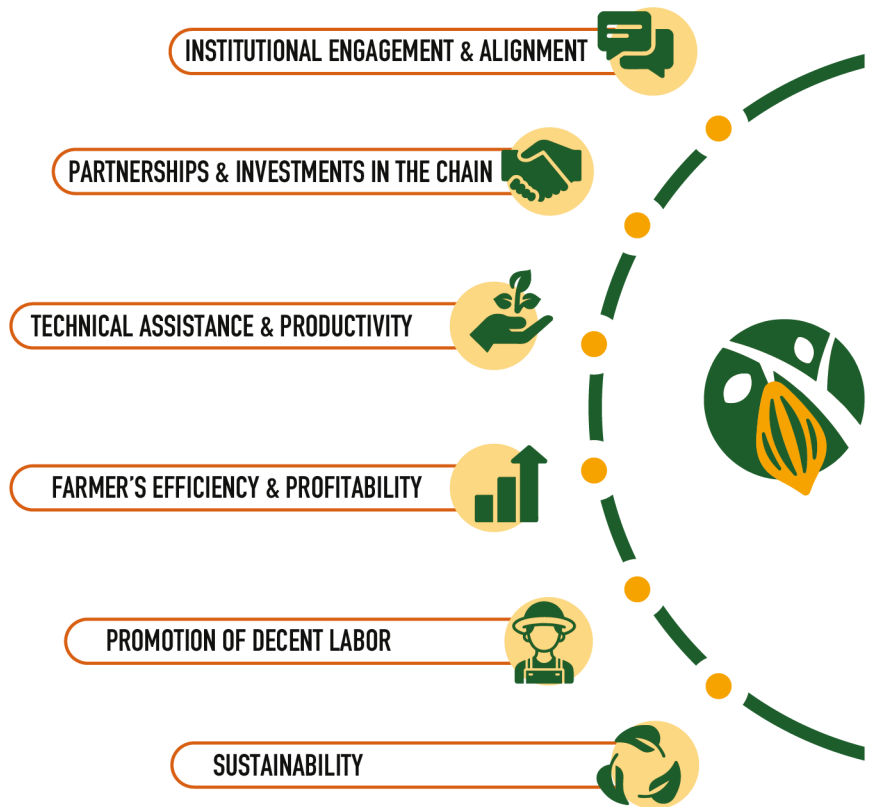 INSTITUTIONAL ENGAGEMENT & ALIGNMENT
PARTNERSHIPS & INVESTMENTS IN THE CHAIN
TECHNICAL ASSISTANCE & PRODUCTIVITY
FARMER'S EFFICIENCY & PROFITABILITY
PROMOTION OF DECENT LABOR
SUSTAINABILITY